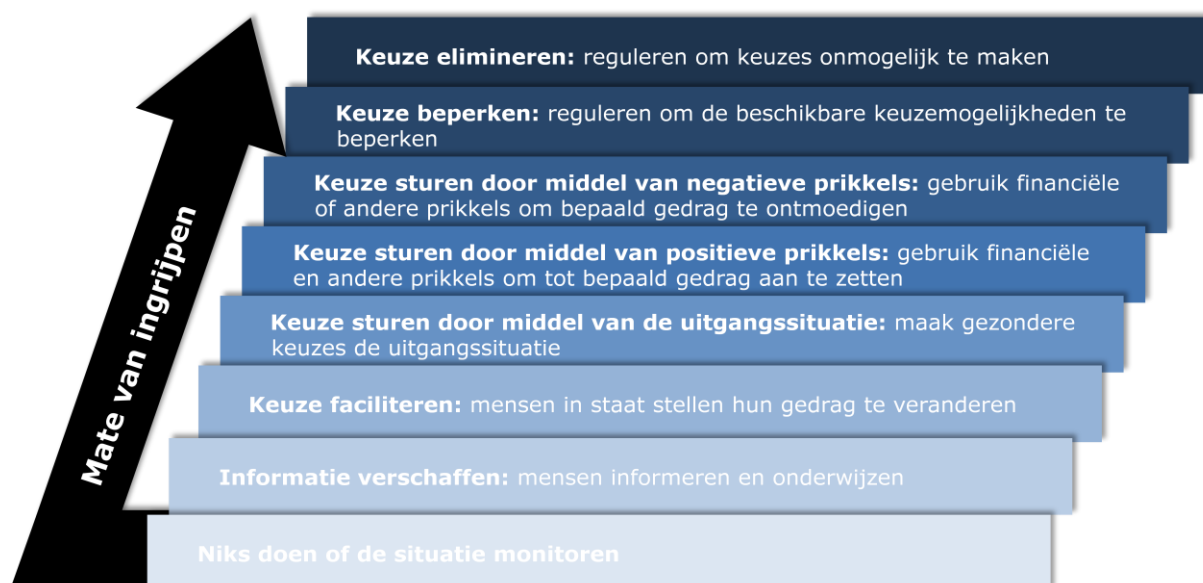 Keuze elimineren: reguleren om keuzes onmogelijk te maken
Keuze beperken: reguleren om de beschikbare keuzemogelijkheden te
beperken
Keuze sturen door middel van negatieve prikkels: gebruik financiële
of andere prikkels om bepaald gedrag te ontmoedigen
Keuze sturen door middel van positieve prikkels: gebruik financiële
en andere prikkels om tot bepaald gedrag aan te zetten
Keuze sturen door middel van de uitgangssituatie: maak gezondere
keuzes de uitgangssituatie
Keuze faciliteren: mensen in staat stellen hun gedrag te veranderen
Informatie verschaffen: mensen informeren en onderwijzen
Niks doen of de situatie monitoren
Mate van ingrijpen